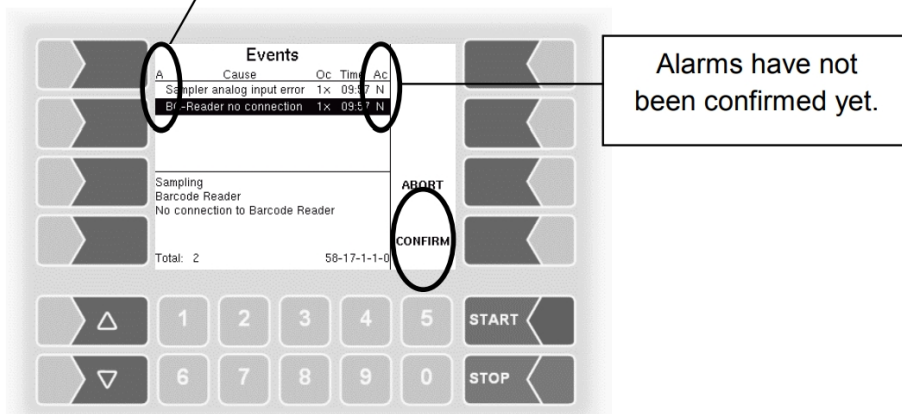 Events
A Cause Oc Time Ac
Sampler analog input error 1× 09:57 N
BC-Reader no connection 1× 09:57 N
Sampling
Barcode Reader
No connection to Barcode Reader
Total: 2 58-17-1-1-0
ABORT
CONFIRM
Alarms have not
been confirmed yet.
1 2 3 4 5 START
6 7 8 9 0 STOP